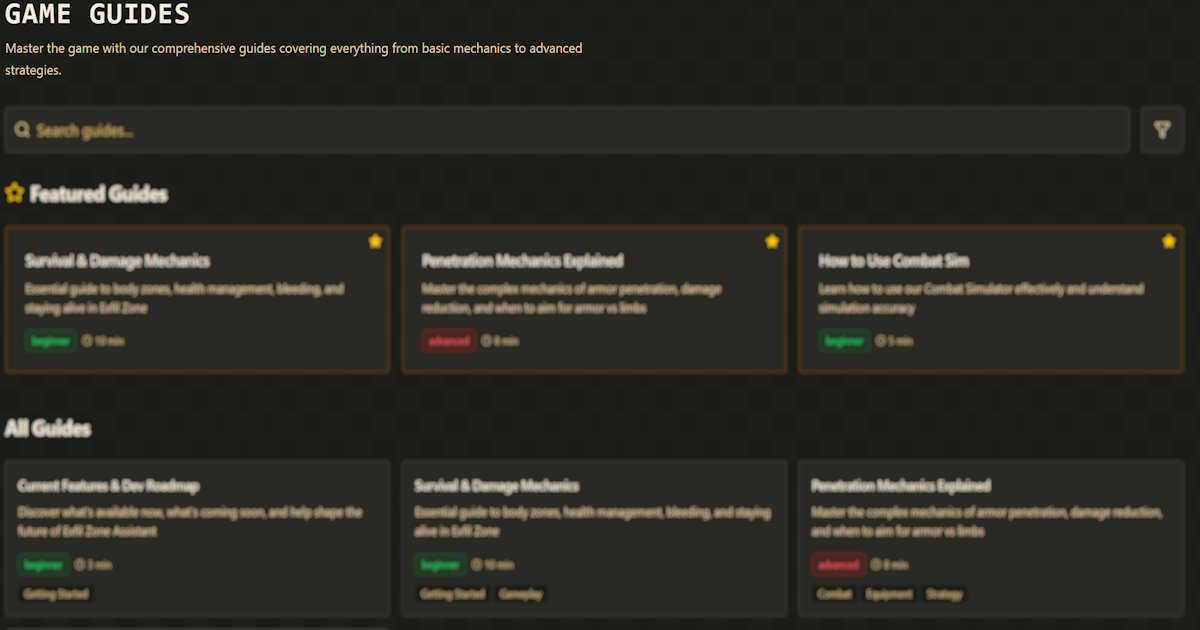 GAME GUIDES
Master the game with our comprehensive guides covering everything from basic mechanics to advanced
strategies.
Search guides...
Featured Guides
Survival & Damage Mechanics
Essential guide to body zones, health management, bleeding, and
staying alive in Exfil Zone
beginner 10 min
Penetration Mechanics Explained
Master the complex mechanics of armor penetration, damage
reduction, and when to aim for armor vs limbs
advanced 8 min
How to Use Combat Sim
Learn how to use our Combat Simulator effectively and understand
simulation accuracy
beginner 5 min
All Guides
Current Features & Dev Roadmap
Discover what's available now, what's coming soon, and help shape the
future of Exfil Zone Assistant
beginner 3 min
Getting Started
Survival & Damage Mechanics
Essential guide to body zones, health management, bleeding, and staying
alive in Exfil Zone
beginner 10 min
Getting Started Gameplay
Penetration Mechanics Explained
Master the complex mechanics of armor penetration, damage reduction,
and when to aim for armor vs limbs
advanced 8 min
Combat Equipment Strategy